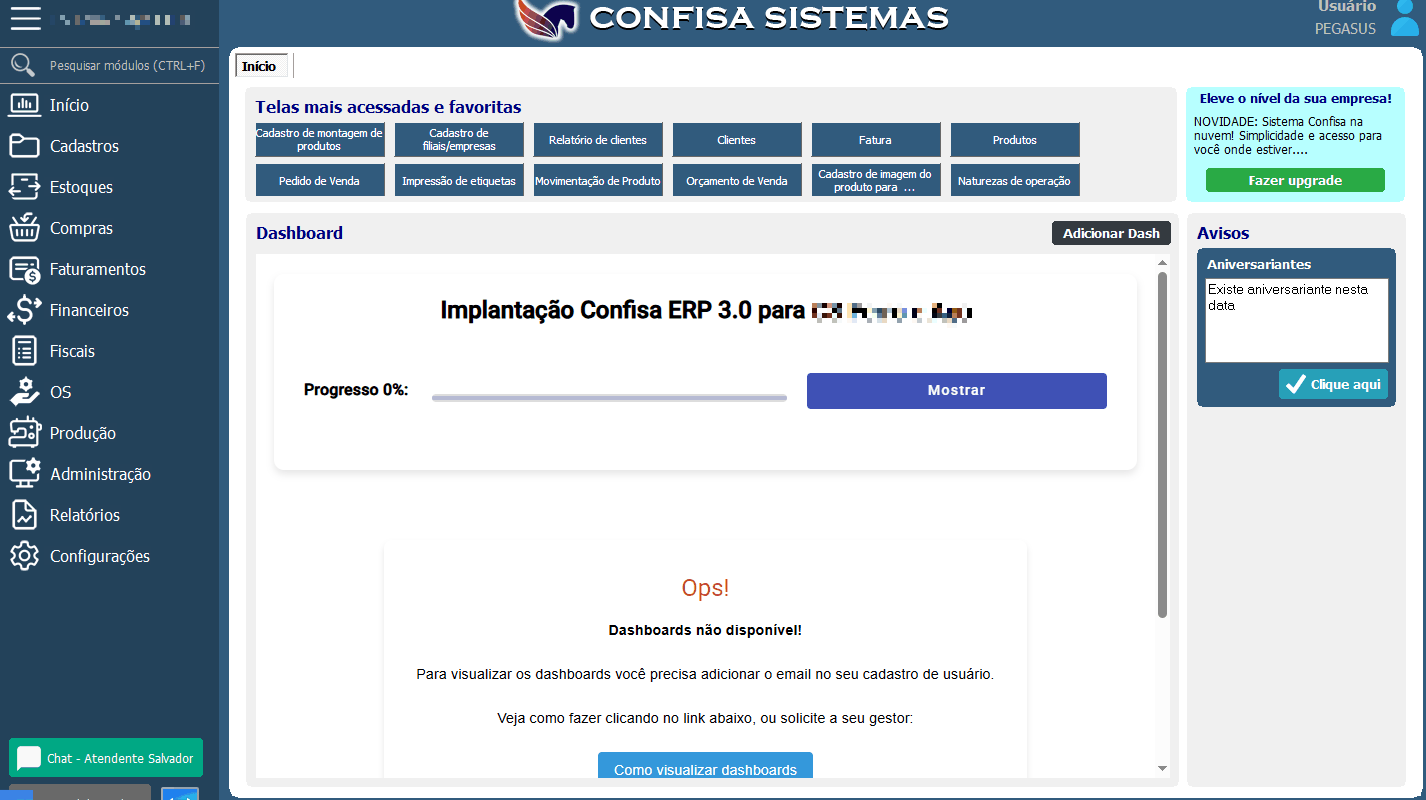 CONFISA SISTEMAS
Usuário
PEGASUS
Pesquisar módulos (CTRL+F)
Início
Cadastros
Estoques
Compras
Faturamentos
Financeiros
Fiscais
OS
Produção
Administração
Relatórios
Configurações
Chat - Atendente Salvador
Início
Telas mais acessadas e favoritas
Cadastro de montagem de
produtos
Cadastro de
filiais/empresas
Relatório de clientes
Clientes
Fatura
Produtos
Pedido de Venda
Impressão de etiquetas
Movimentação de Produto
Orçamento de Venda
Cadastro de imagem do
produto para ...
Naturezas de operação
Eleve o nível da sua empresa!
NOVIDADE: Sistema Confisa na
nuvem! Simplicidade e acesso para
você onde estiver....
Fazer upgrade
Dashboard
Adicionar Dash
Implantação Confisa ERP 3.0 para
Progresso 0%:
Mostrar
Ops!
Dashboards não disponível!
Para visualizar os dashboards você precisa adicionar o email no seu cadastro de usuário.
Veja como fazer clicando no link abaixo, ou solicite a seu gestor:
Como visualizar dashboards
Avisos
Aniversariantes
Existe aniversariante nesta
data
Clique aqui